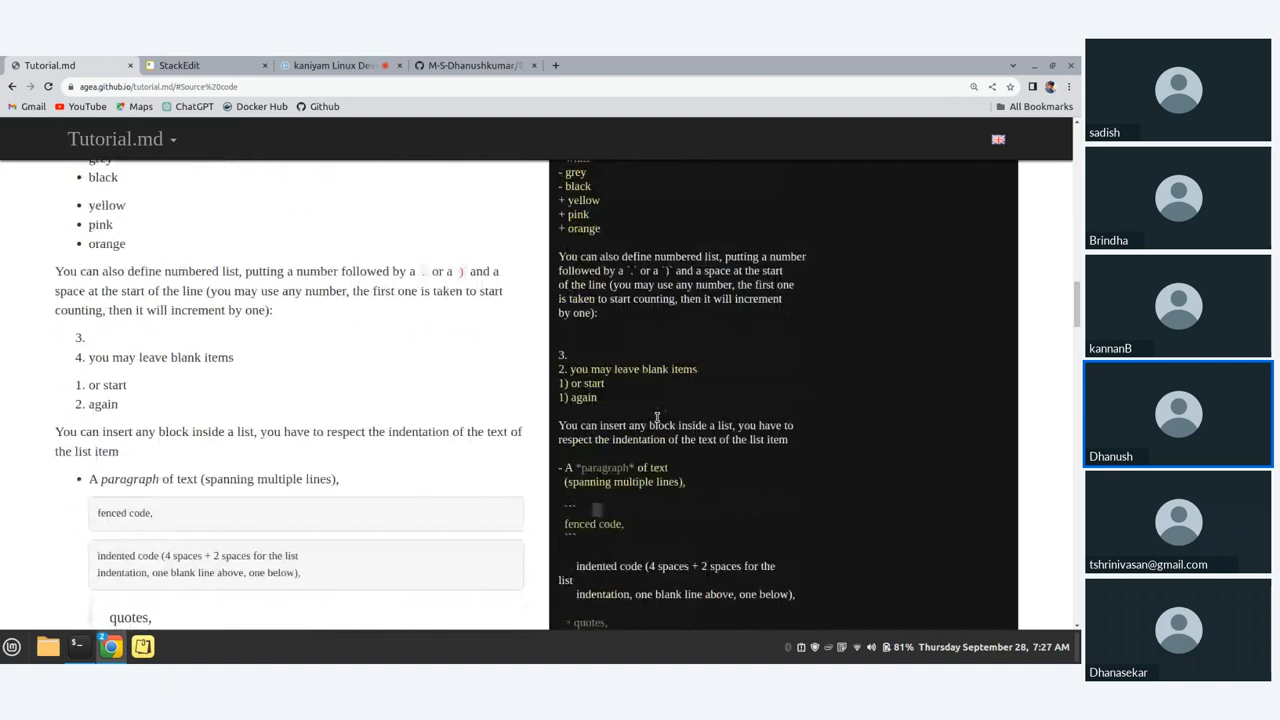 Tutorial.md
StackEdit
kaniyam Linux Dev
M-S-Dhanushkumar/
agea.github.io/tutorial.md/#Source%20code
Gmail
YouTube
Maps
ChatGPT
Docker Hub
Github
All Bookmarks
Tutorial.md
grey
• black
• yellow
• pink
• orange
You can also define numbered list, putting a number followed by a . or a ) and a
space at the start of the line (you may use any number, the first one is taken to start
counting, then it will increment by one):
3.
4. you may leave blank items
1. or start
2. again
You can insert any block inside a list, you have to respect the indentation of the text of
the list item
• A paragraph of text (spanning multiple lines),
fenced code,
indented code (4 spaces + 2 spaces for the list
indentation, one blank line above, one below),
quotes,
- grey
- black
+ yellow
+ pink
+ orange
You can also define numbered list, putting a number
followed by a `.` or a `)` and a space at the start
of the line (you may use any number, the first one
is taken to start counting, then it will increment
by one):
3.
2. you may leave blank items
1) or start
1) again
You can insert any block inside a list, you have to
respect the indentation of the text of the list item
- A *paragraph* of text
(spanning multiple lines),
```
fenced code,
```
indented code (4 spaces + 2 spaces for the
list
indentation, one blank line above, one below),
> quotes,
2
81% Thursday September 28, 7:27 AM
sadish
Brindha
kannanB
Dhanush
tshrinivasan@gmail.com
Dhanasekar